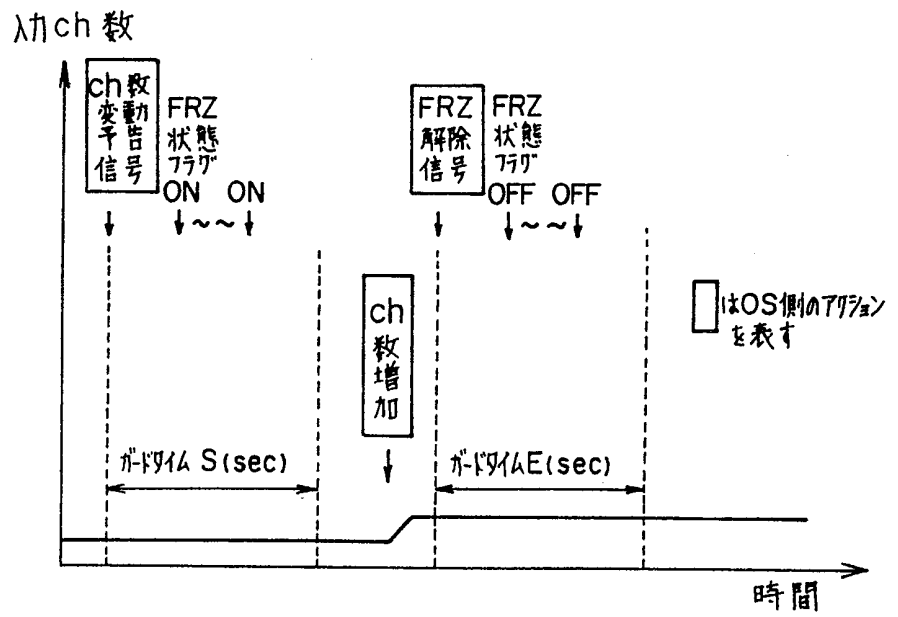 入力ch数
ch数
変動
予告
信号
FRZ
状態
フラグ
ON ON
↓~~↓
FRZ
解除
信号
FRZ
状態
フラグ
OFF OFF
↓~~↓
ch
数
増
加
□はOS側のアクション
を表す
ガードタイム S(sec)
ガードタイムE(sec)
時間